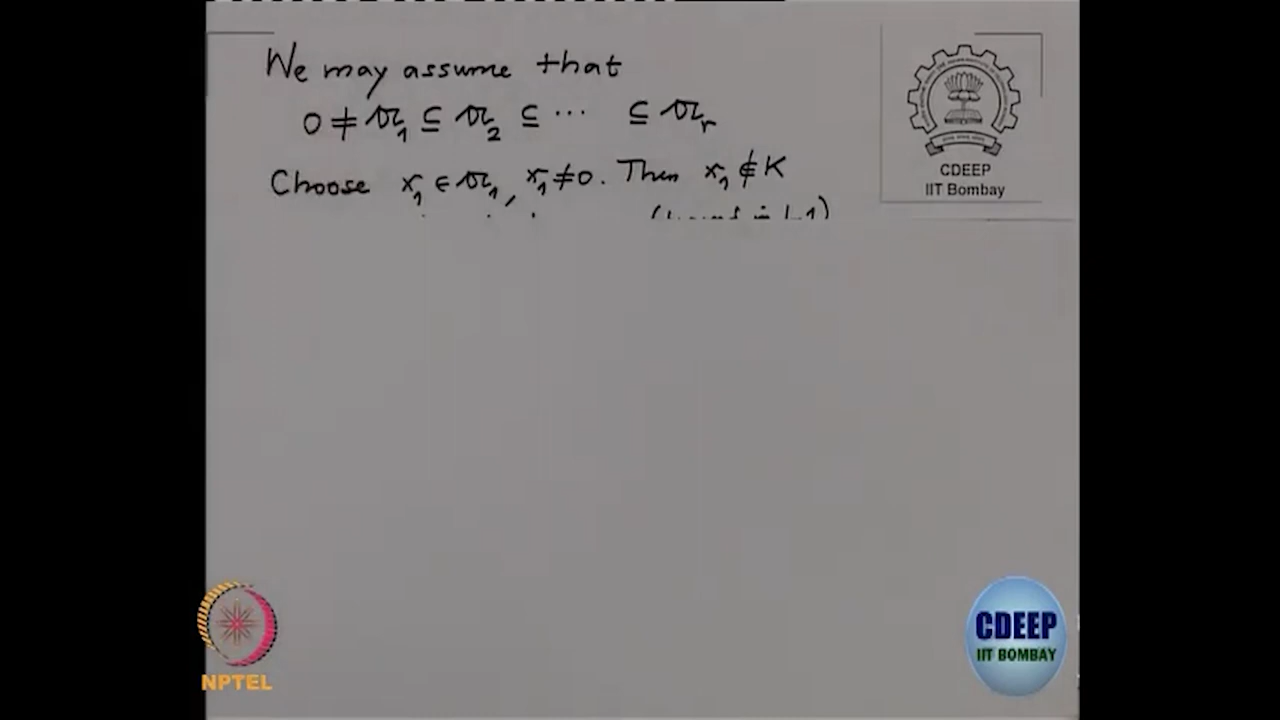 We may assume that
0 ≠ 𝔞₁ ⊆ 𝔞₂ ⊆ ⋯ ⊆ 𝔞ᵣ
Choose x₁ ∈ 𝔞₁, x₁ ≠ 0. Then x₁ ∉ K
CDEEP
IIT Bombay
NPTEL
CDEEP
IIT BOMBAY